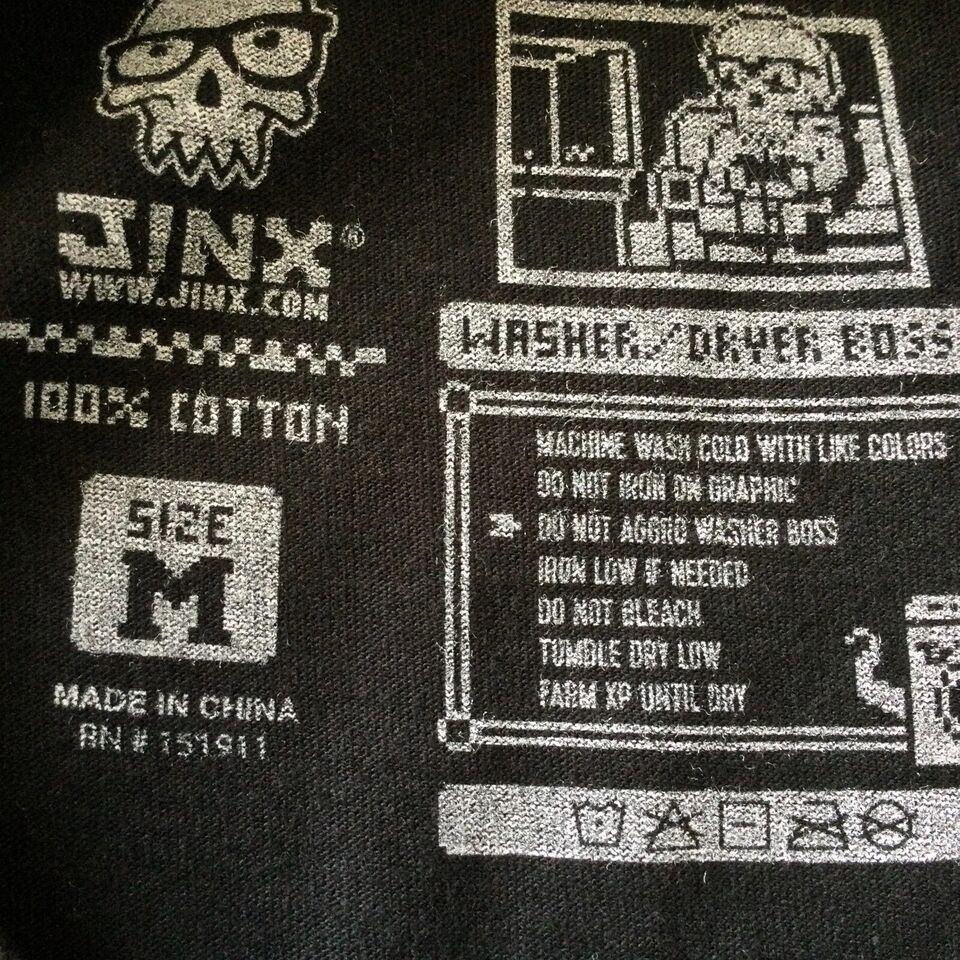 JINX®
WWW.JINX.COM
100% COTTON
SIZE
M
MADE IN CHINA
RN # 151911
WASHER/DRYER BOSS
MACHINE WASH COLD WITH LIKE COLORS
DO NOT IRON ON GRAPHIC
DO NOT AGGRO WASHER BOSS
IRON LOW IF NEEDED
DO NOT BLEACH
TUMBLE DRY LOW
FARM XP UNTIL DRY